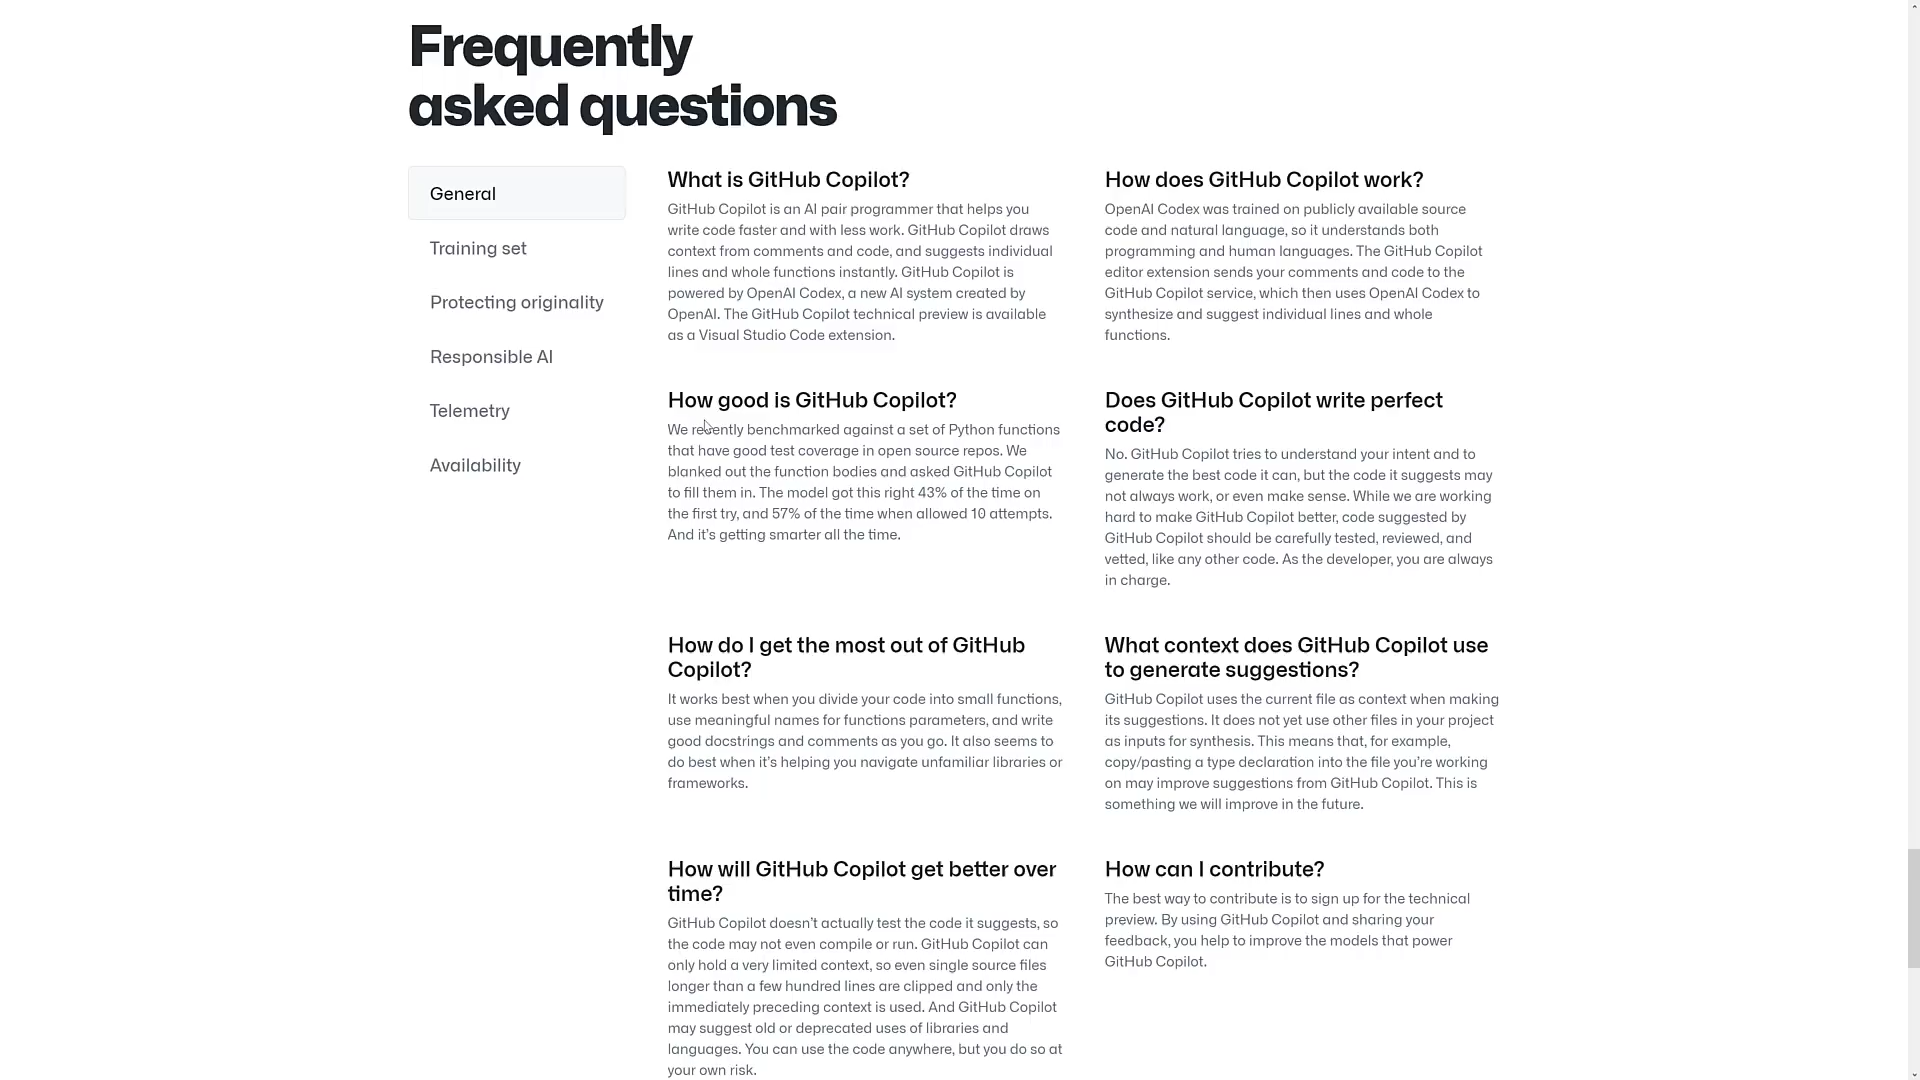 Frequently
asked questions
General
Training set
Protecting originality
Responsible AI
Telemetry
Availability
What is GitHub Copilot?
GitHub Copilot is an AI pair programmer that helps you
write code faster and with less work. GitHub Copilot draws
context from comments and code, and suggests individual
lines and whole functions instantly. GitHub Copilot is
powered by OpenAI Codex, a new AI system created by
OpenAI. The GitHub Copilot technical preview is available
as a Visual Studio Code extension.
How does GitHub Copilot work?
OpenAI Codex was trained on publicly available source
code and natural language, so it understands both
programming and human languages. The GitHub Copilot
editor extension sends your comments and code to the
GitHub Copilot service, which then uses OpenAI Codex to
synthesize and suggest individual lines and whole
functions.
How good is GitHub Copilot?
We recently benchmarked against a set of Python functions
that have good test coverage in open source repos. We
blanked out the function bodies and asked GitHub Copilot
to fill them in. The model got this right 43% of the time on
the first try, and 57% of the time when allowed 10 attempts.
And it's getting smarter all the time.
Does GitHub Copilot write perfect
code?
No. GitHub Copilot tries to understand your intent and to
generate the best code it can, but the code it suggests may
not always work, or even make sense. While we are working
hard to make GitHub Copilot better, code suggested by
GitHub Copilot should be carefully tested, reviewed, and
vetted, like any other code. As the developer, you are always
in charge.
How do I get the most out of GitHub
Copilot?
It works best when you divide your code into small functions,
use meaningful names for functions parameters, and write
good docstrings and comments as you go. It also seems to
do best when it's helping you navigate unfamiliar libraries or
frameworks.
What context does GitHub Copilot use
to generate suggestions?
GitHub Copilot uses the current file as context when making
its suggestions. It does not yet use other files in your project
as inputs for synthesis. This means that, for example,
copy/pasting a type declaration into the file you're working
on may improve suggestions from GitHub Copilot. This is
something we will improve in the future.
How will GitHub Copilot get better over
time?
GitHub Copilot doesn't actually test the code it suggests, so
the code may not even compile or run. GitHub Copilot can
only hold a very limited context, so even single source files
longer than a few hundred lines are clipped and only the
immediately preceding context is used. And GitHub Copilot
may suggest old or deprecated uses of libraries and
languages. You can use the code anywhere, but you do so at
your own risk.
How can I contribute?
The best way to contribute is to sign up for the technical
preview. By using GitHub Copilot and sharing your
feedback, you help to improve the models that power
GitHub Copilot.